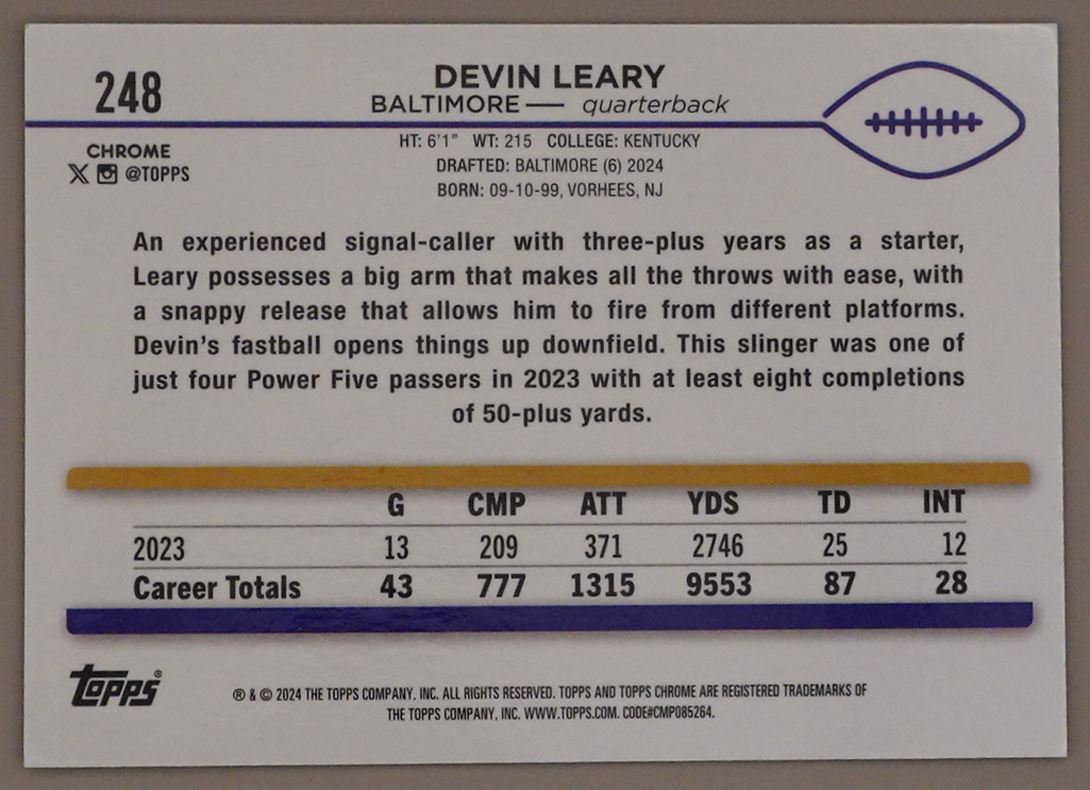 248
DEVIN LEARY
BALTIMORE — quarterback
CHROME
@TOPPS
HT: 6'1" WT: 215 COLLEGE: KENTUCKY
DRAFTED: BALTIMORE (6) 2024
BORN: 09-10-99, VORHEES, NJ
An experienced signal-caller with three-plus years as a starter,
Leary possesses a big arm that makes all the throws with ease, with
a snappy release that allows him to fire from different platforms.
Devin's fastball opens things up downfield. This slinger was one of
just four Power Five passers in 2023 with at least eight completions
of 50-plus yards.
G CMP ATT YDS TD INT
2023 13 209 371 2746 25 12
Career Totals 43 777 1315 9553 87 28
Topps®
® & © 2024 THE TOPPS COMPANY, INC. ALL RIGHTS RESERVED. TOPPS AND TOPPS CHROME ARE REGISTERED TRADEMARKS OF
THE TOPPS COMPANY, INC. WWW.TOPPS.COM. CODE#CMP085264.